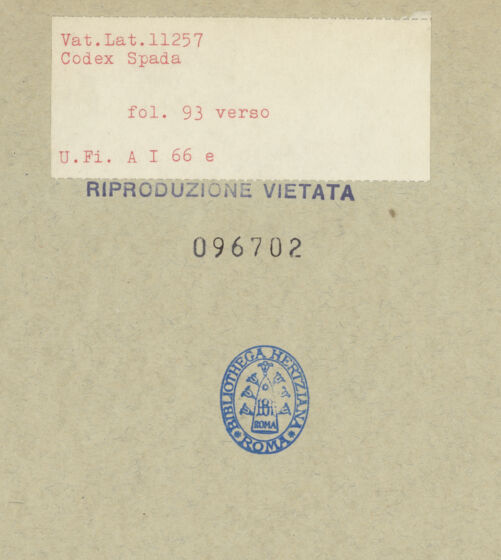 Vat.Lat.11257
Codex Spada
fol. 93 verso
U.Fi. A I 66 e
RIPRODUZIONE VIETATA
096702
BIBLIOTHECA HERTZIANA
ROMA
ROMA